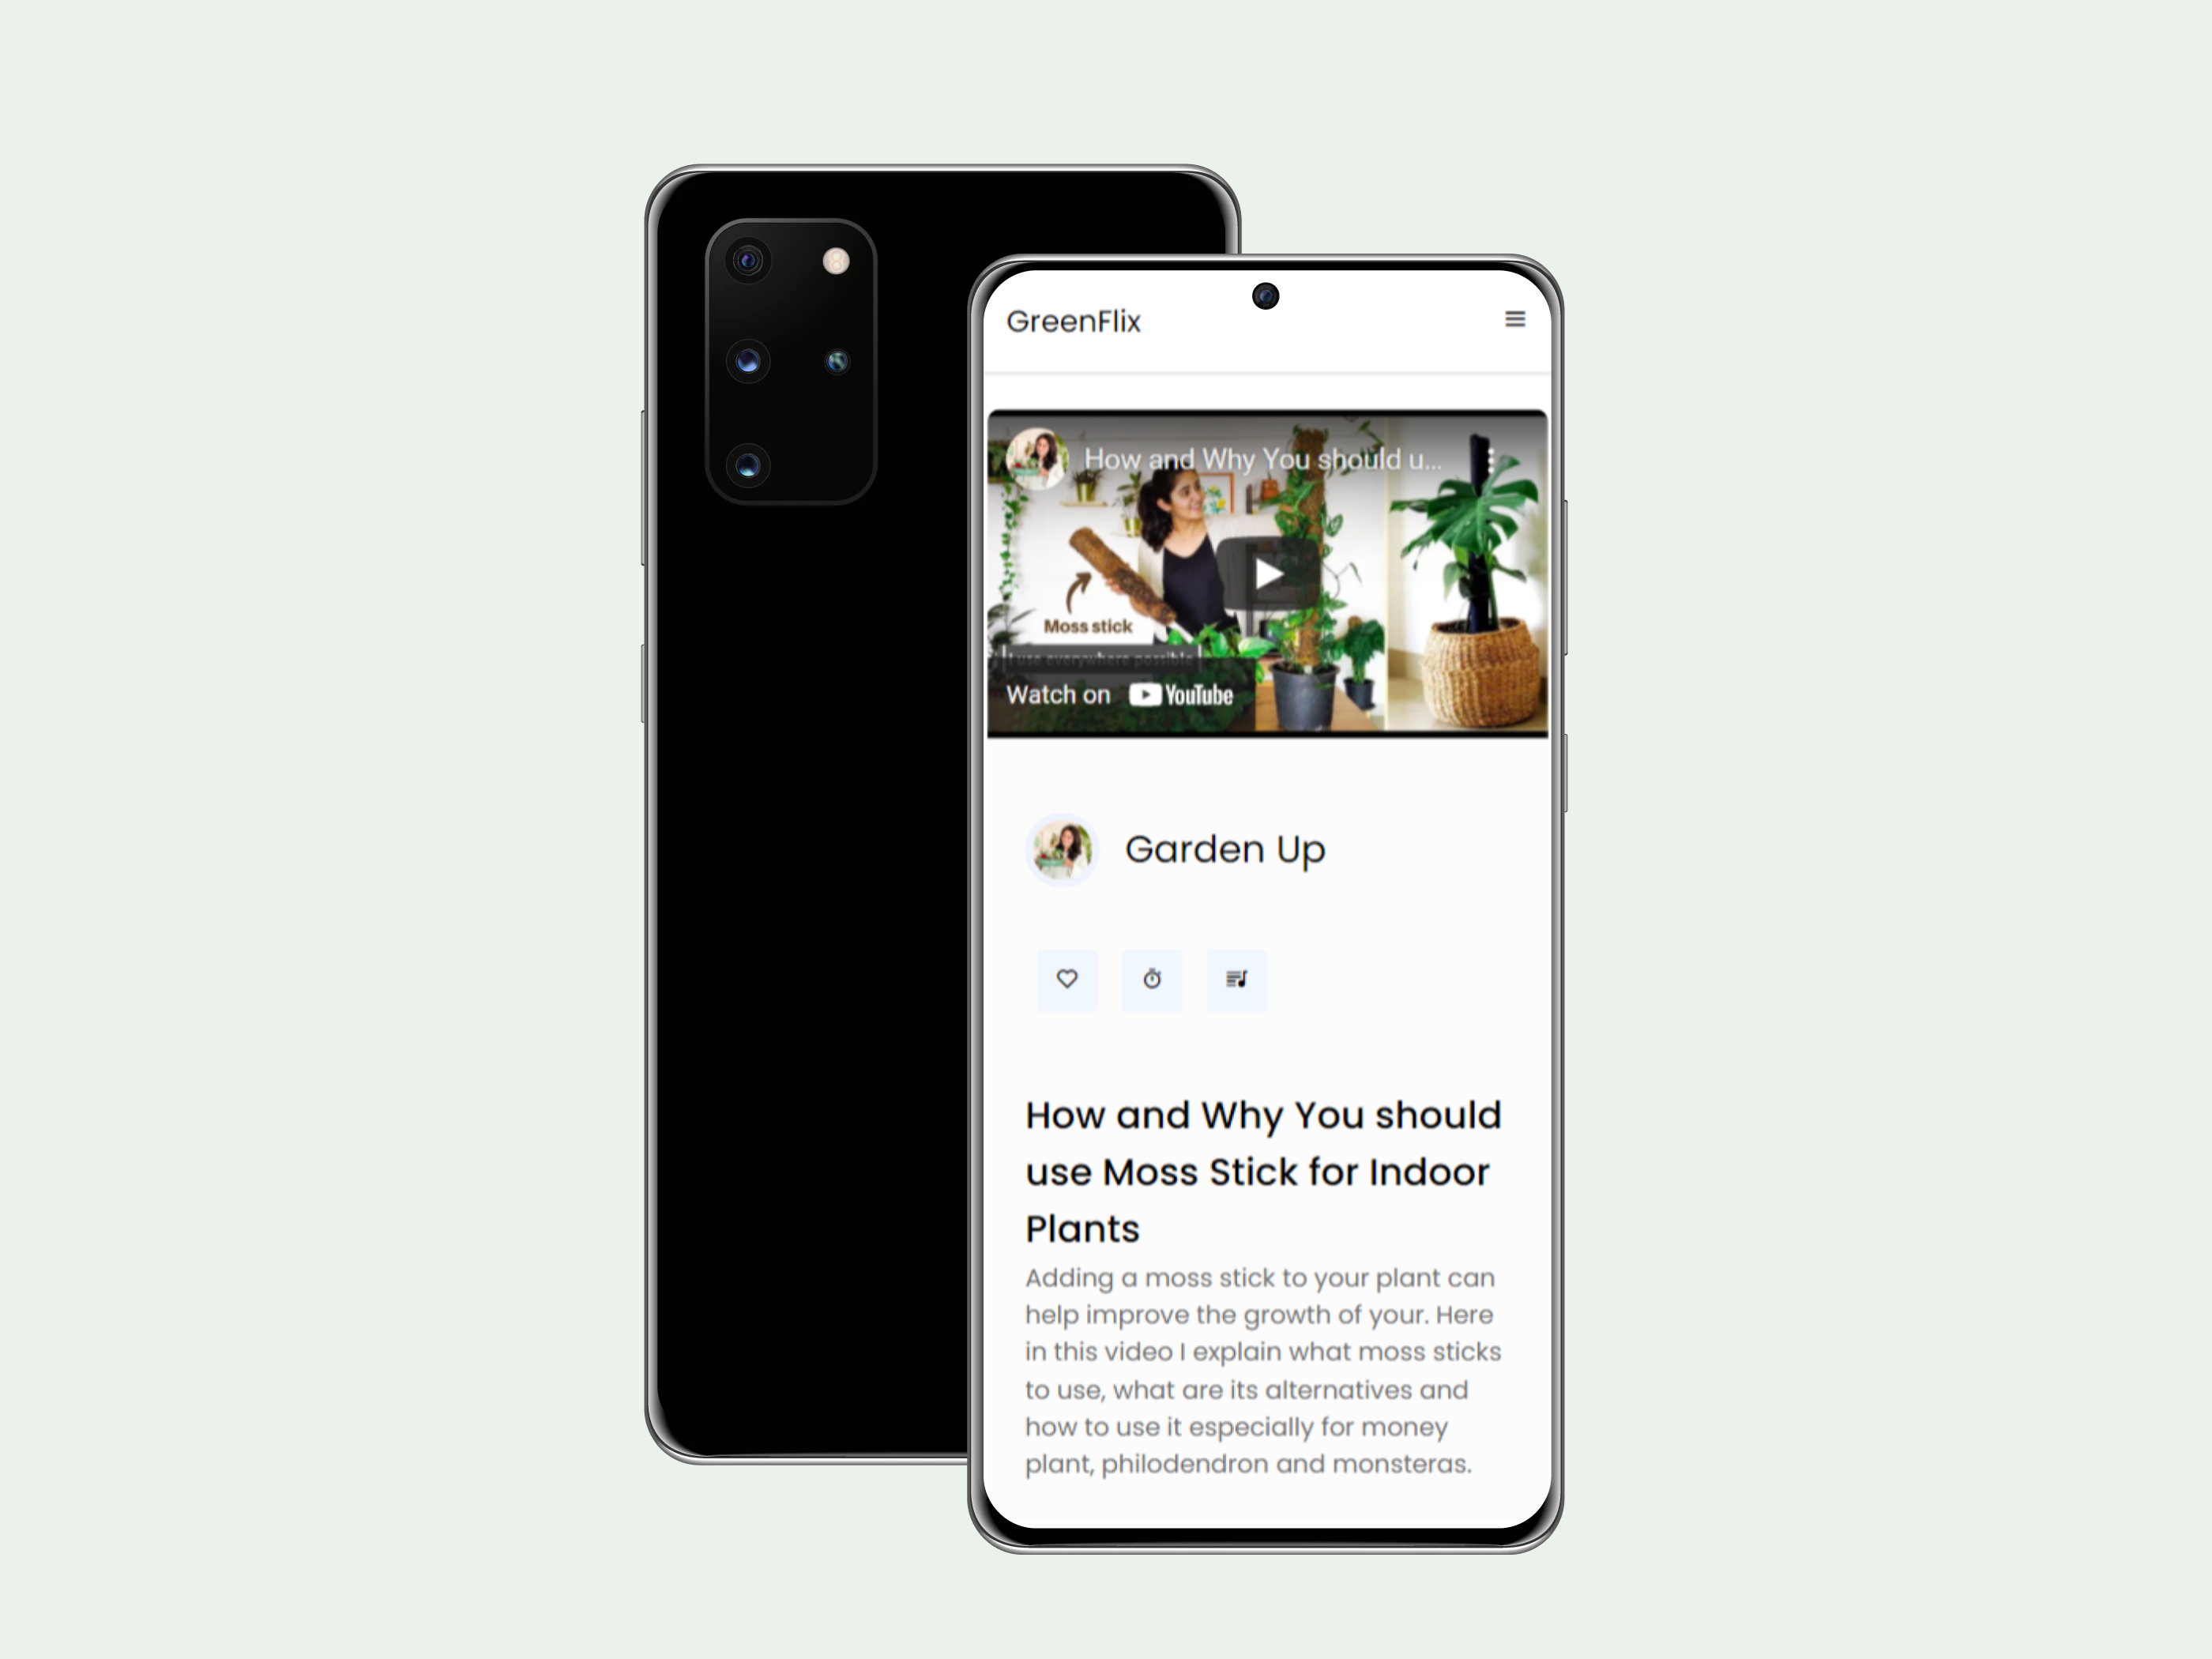 GreenFlix
How and Why You should u...
Moss stick
I use everywhere possible
Watch on YouTube
Garden Up
How and Why You should
use Moss Stick for Indoor
Plants
Adding a moss stick to your plant can
help improve the growth of your. Here
in this video I explain what moss sticks
to use, what are its alternatives and
how to use it especially for money
plant, philodendron and monsteras.